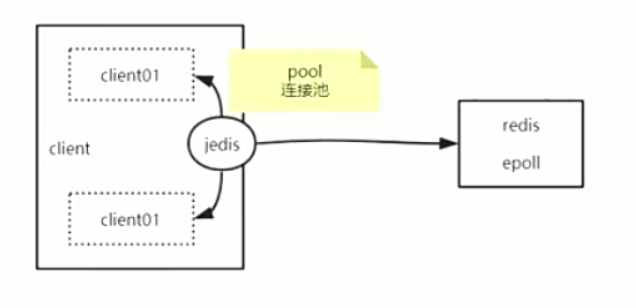 client01
pool
连接池
client
jedis
redis
epoll
client01